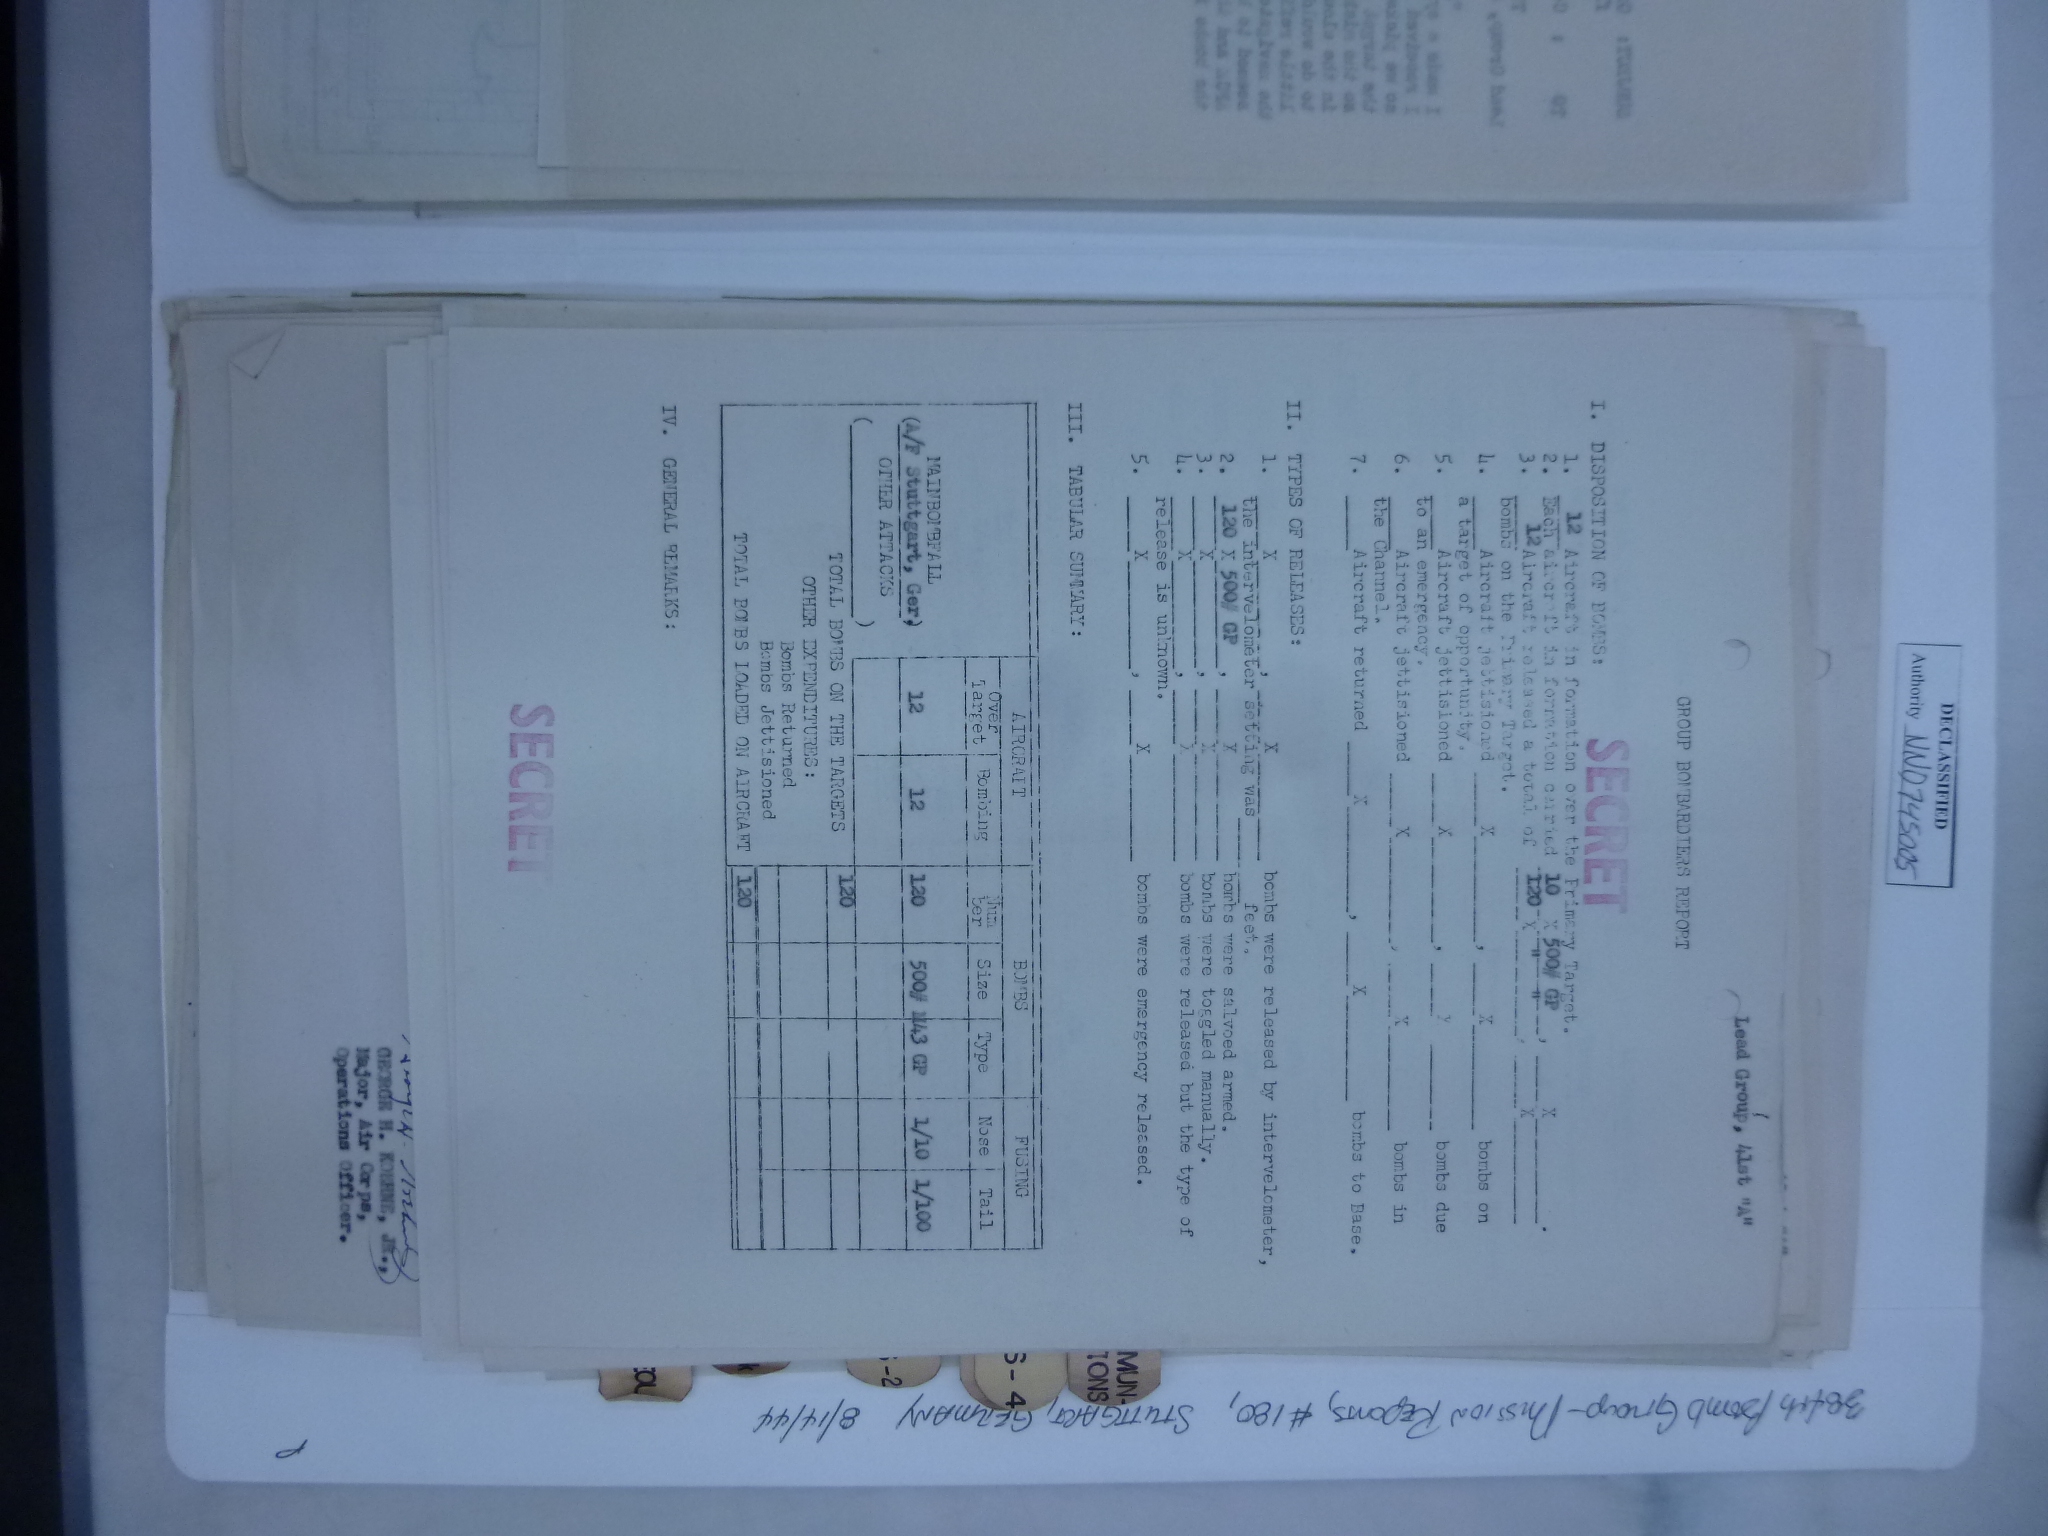 DECLASSIFIED
Authority NND 745005
Lead Group, 41st "A"
GROUP BOMBARDIERS REPORT
SECRET
I. DISPOSITION OF BOMBS:
1. 12 Aircraft in formation over the Primary Target.
2. Each aircraft in formation carried 10 X 500# GP, X.
3. 12 Aircraft released a total of 120 X " " , X
bombs on the Primary Target.
4. Aircraft jettisoned X , X bombs on
a target of opportunity.
5. Aircraft jettisioned X , X bombs due
to an emergency.
6. Aircraft jettisioned X , X bombs in
the Channel.
7. Aircraft returned X , X bombs to Base.
II. TYPES OF RELEASES:
1. X , X bombs were released by intervelometer,
the intervelometer setting was feet.
2. 120 X 500# GP , X bombs were salvoed armed.
3. X , X bombs were toggled manually.
4. X , X bombs were released but the type of
release is unknown.
5. X , X bombs were emergency released.
III. TABULAR SUMMARY:
AIRCRAFT BOMBS FUSING
Over Target Bombing Num ber Size Type Nose Tail
MAINBOMBFALL
(A/F Stuttgart, Ger) 12 12 120 500# M43 GP 1/10 1/100
OTHER ATTACKS
( )
TOTAL BOMBS ON THE TARGETS 120
OTHER EXPENDITURES:
Bombs Returned
Bombs Jettisioned
TOTAL BOMBS LOADED ON AIRCRAFT 120
IV. GENERAL REMARKS:
SECRET
Major, Air Corps,
Operations Officer.
MUN-
IONS
S-4
-2
384th Bomb Group - Mission Reports, #180, STUTTGART, GERMANY 8/14/44